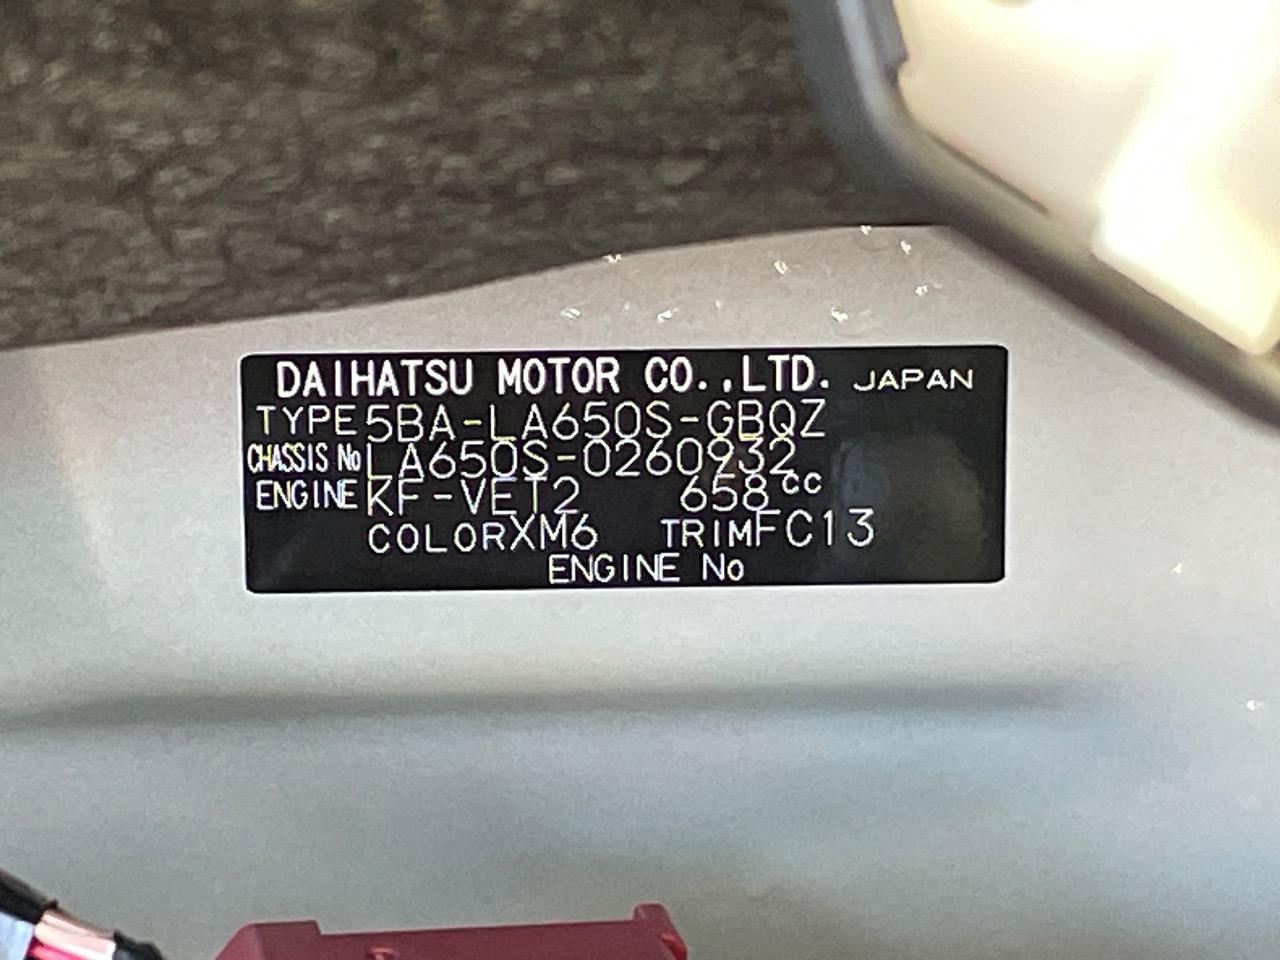 DAIHATSU MOTOR CO.,LTD. JAPAN
TYPE 5BA-LA650S-GBQZ
CHASSIS No LA650S-0260932
ENGINE KF-VET2 658cc
COLOR XM6 TRIM FC13
ENGINE No